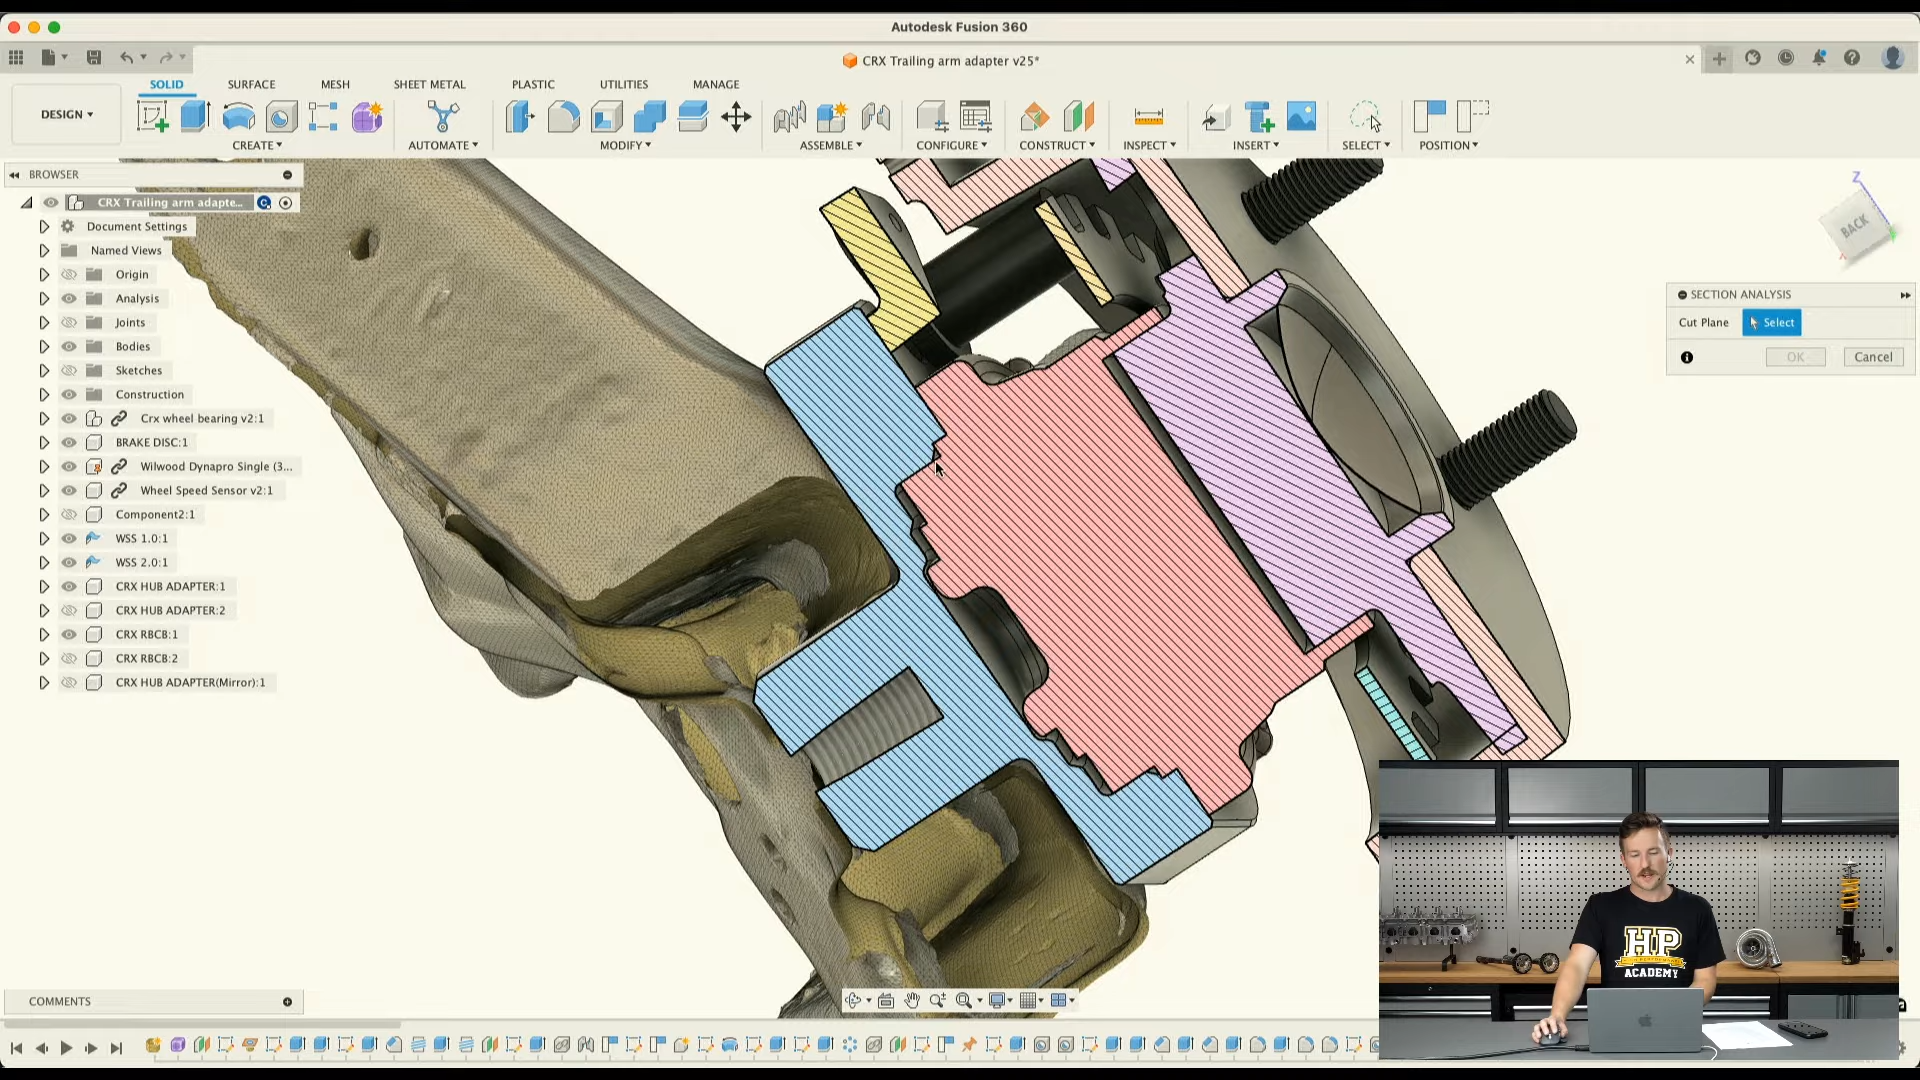 Autodesk Fusion 360
CRX Trailing arm adapter v25*
SOLID SURFACE MESH SHEET METAL PLASTIC UTILITIES MANAGE
DESIGN
CREATE AUTOMATE MODIFY ASSEMBLE CONFIGURE CONSTRUCT INSPECT INSERT SELECT POSITION
BROWSER
CRX Trailing arm adapte...
Document Settings
Named Views
Origin
Analysis
Joints
Bodies
Sketches
Construction
Crx wheel bearing v2:1
BRAKE DISC:1
Wilwood Dynapro Single (3...
Wheel Speed Sensor v2:1
Component2:1
WSS 1.0:1
WSS 2.0:1
CRX HUB ADAPTER:1
CRX HUB ADAPTER:2
CRX RBCB:1
CRX RBCB:2
CRX HUB ADAPTER(Mirror):1
Z
BACK
SECTION ANALYSIS
Cut Plane Select
OK Cancel
HP
ACADEMY
COMMENTS